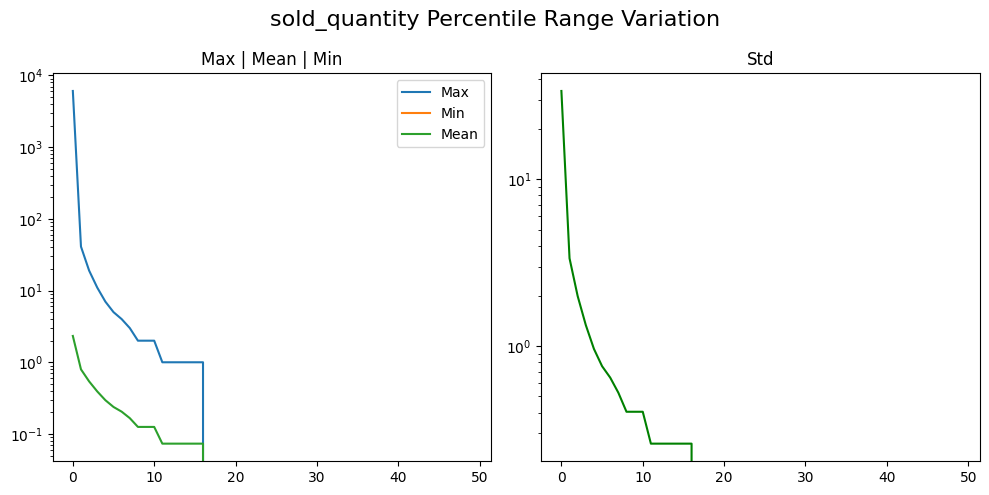 sold_quantity Percentile Range Variation
Max | Mean | Min
10^4
10^3
10^2
10^1
10^0
10^-1
0 10 20 30 40 50
Max
Min
Mean
Std
10^1
10^0
0 10 20 30 40 50